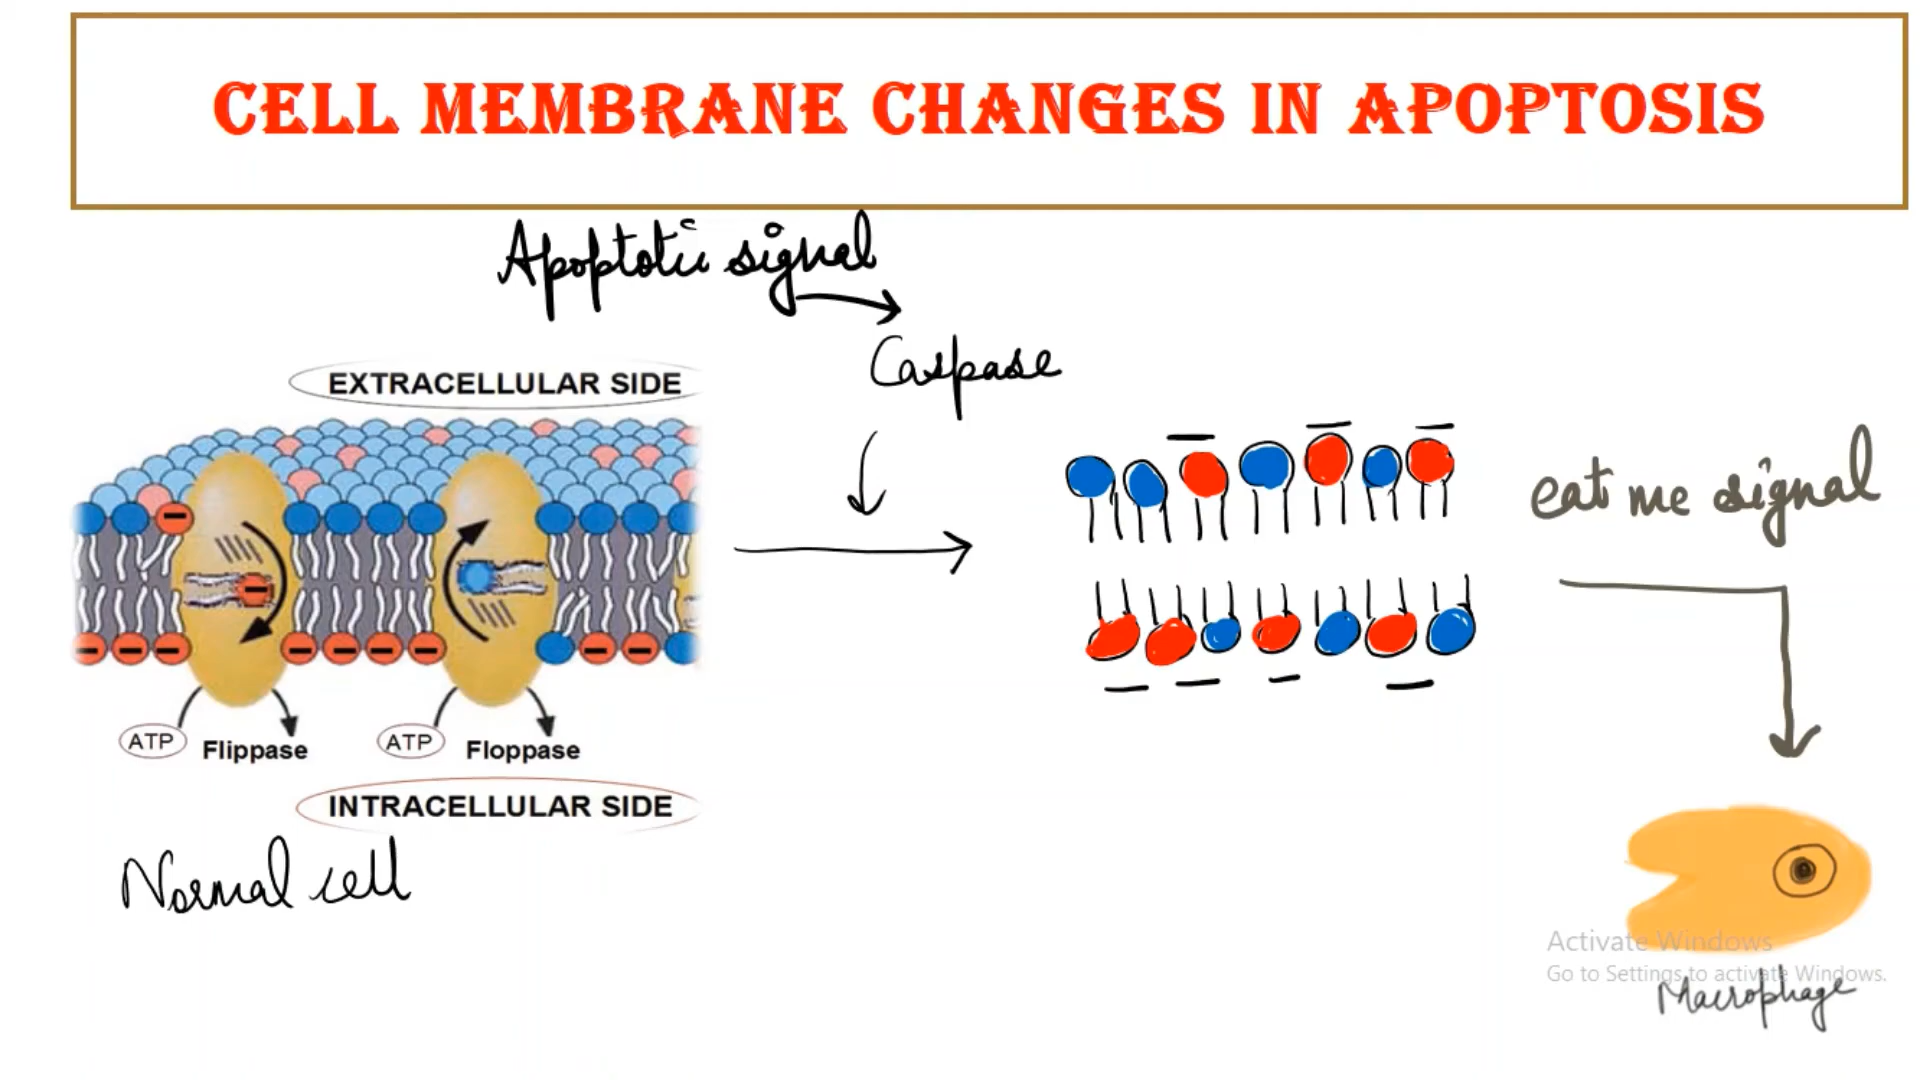 CELL MEMBRANE CHANGES IN APOPTOSIS
Apoptotic signal
Caspase
EXTRACELLULAR SIDE
eat me signal
ATP Flippase ATP Floppase
INTRACELLULAR SIDE
Normal cell
Activate Windows
Go to Settings to activate Windows.
Macrophage